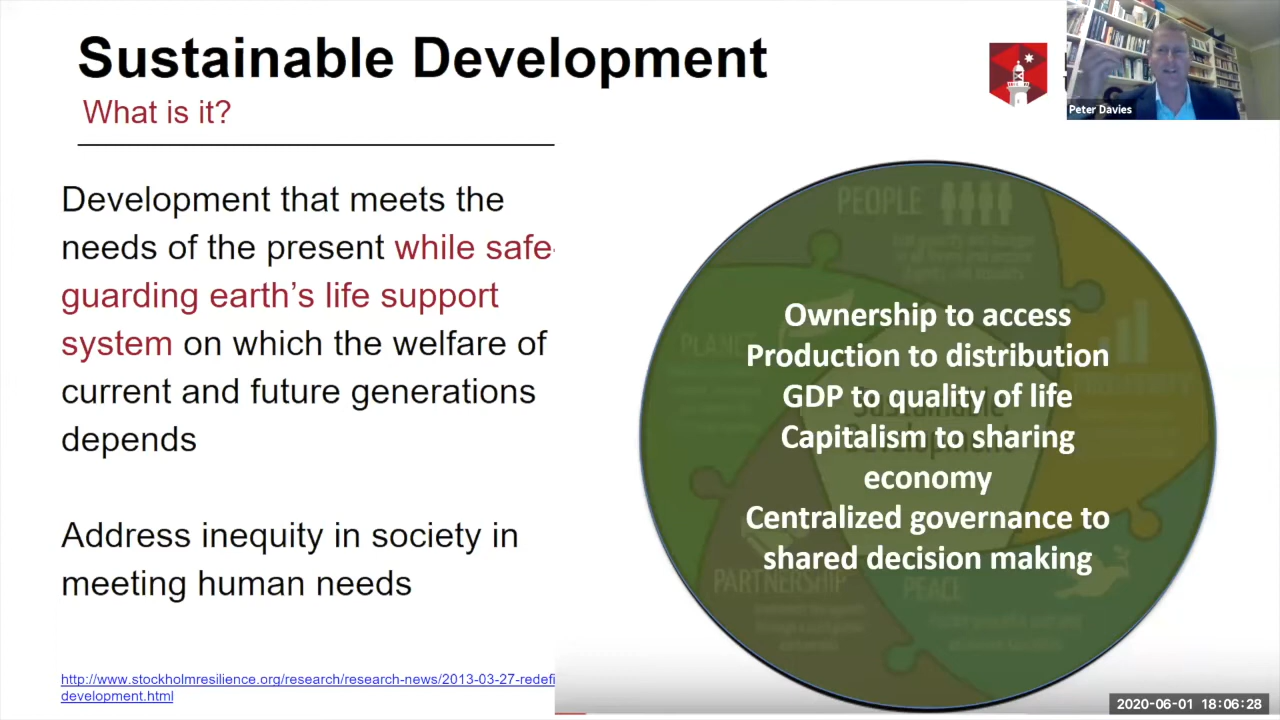 Sustainable Development
What is it?
Peter Davies
Development that meets the
needs of the present while safe-
guarding earth's life support
system on which the welfare of
current and future generations
depends
Address inequity in society in
meeting human needs
http://www.stockholmresilience.org/research/research-news/2013-03-27-redefi
development.html
PEOPLE
Ownership to access
Production to distribution
GDP to quality of life
Capitalism to sharing
economy
Centralized governance to
shared decision making
Sustainable
Development
PARTNERSHIP
PEACE
2020-06-01 18:06:28